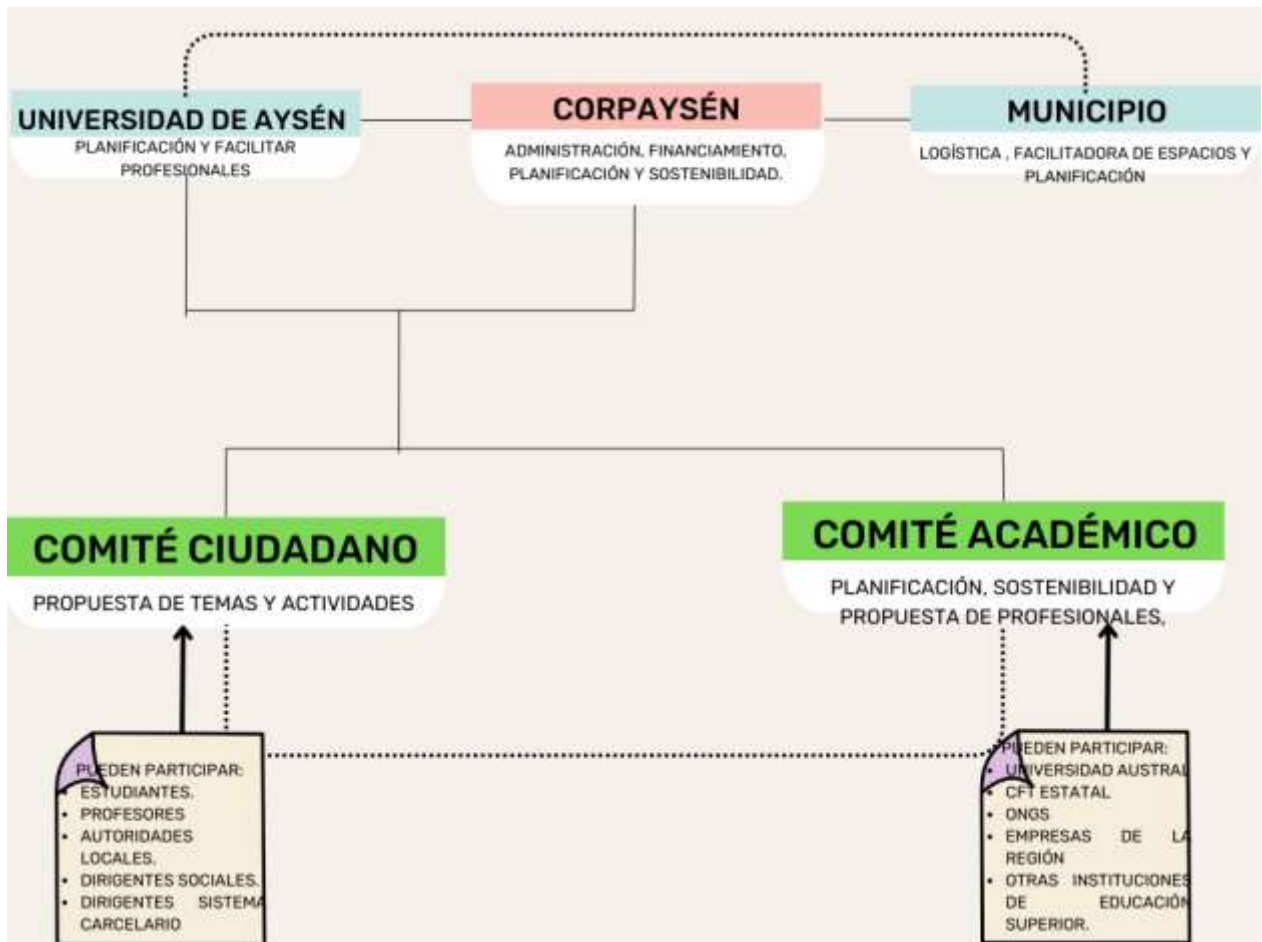 UNIVERSIDAD DE AYSÉN
PLANIFICACIÓN Y FACILITAR
PROFESIONALES
CORPAYSÉN
ADMINISTRACIÓN, FINANCIAMIENTO,
PLANIFICACIÓN Y SOSTENIBILIDAD.
MUNICIPIO
LOGÍSTICA , FACILITADORA DE ESPACIOS Y
PLANIFICACIÓN
COMITÉ CIUDADANO
PROPUESTA DE TEMAS Y ACTIVIDADES
COMITÉ ACADÉMICO
PLANIFICACIÓN, SOSTENIBILIDAD Y
PROPUESTA DE PROFESIONALES,
PUEDEN PARTICIPAR:
ESTUDIANTES.
• PROFESORES
• AUTORIDADES
LOCALES.
• DIRIGENTES SOCIALES.
• DIRIGENTES SISTEMA
CARCELARIO
PUEDEN PARTICIPAR:
• UNIVERSIDAD AUSTRAL
• CFT ESTATAL
• ONGS
• EMPRESAS DE LA
REGIÓN
• OTRAS INSTITUCIONES
DE EDUCACIÓN
SUPERIOR.